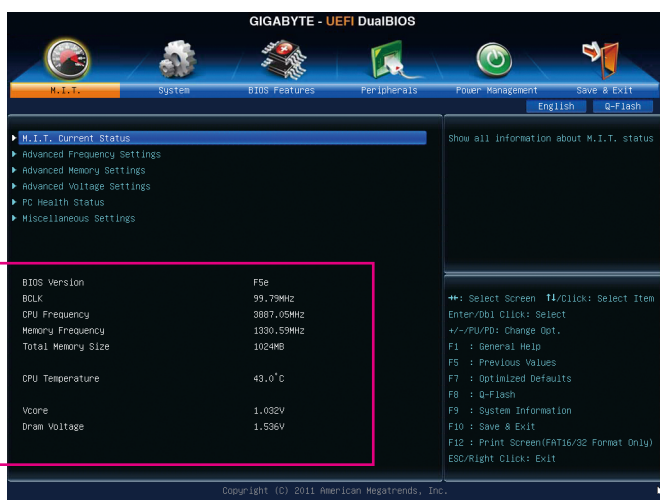 GIGABYTE - UEFI DualBIOS
M.I.T.
System
BIOS Features
Peripherals
Power Management
Save & Exit
English
Q-Flash
M.I.T. Current Status
Advanced Frequency Settings
Advanced Memory Settings
Advanced Voltage Settings
PC Health Status
Miscellaneous Settings
BIOS Version F5e
BCLK 99.79MHz
CPU Frequency 3887.05MHz
Memory Frequency 1330.59MHz
Total Memory Size 1024MB
CPU Temperature 43.0°C
Vcore 1.032V
Dram Voltage 1.536V
Show all information about M.I.T. status
→←: Select Screen ↑↓/Click: Select Item
Enter/Dbl Click: Select
+/-/PU/PD: Change Opt.
F1 : General Help
F5 : Previous Values
F7 : Optimized Defaults
F8 : Q-Flash
F9 : System Information
F10 : Save & Exit
F12 : Print Screen(FAT16/32 Format Only)
ESC/Right Click: Exit
Copyright (C) 2011 American Megatrends, Inc.